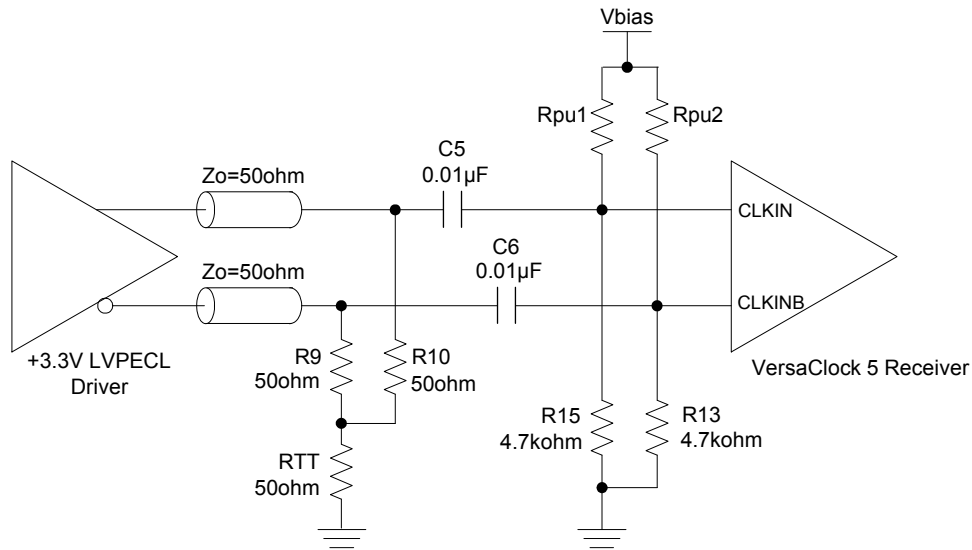 Vbias
Rpu1
Rpu2
C5
0.01µF
Zo=50ohm
CLKIN
C6
0.01µF
Zo=50ohm
CLKINB
+3.3V LVPECL
Driver
R9
50ohm
R10
50ohm
VersaClock 5 Receiver
R15
4.7kohm
R13
4.7kohm
RTT
50ohm